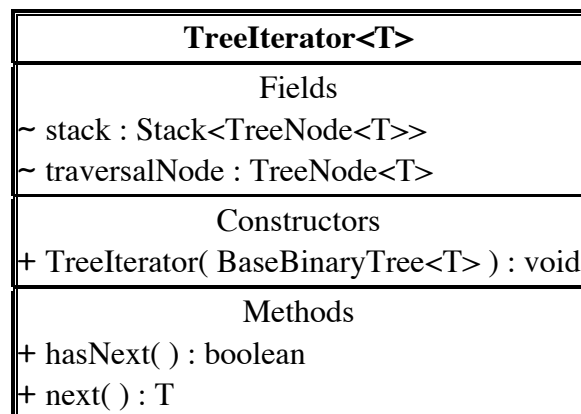 TreeIterator<T>
Fields
~ stack : Stack<TreeNode<T>>
~ traversalNode : TreeNode<T>
Constructors
+ TreeIterator( BaseBinaryTree<T> ) : void
Methods
+ hasNext( ) : boolean
+ next( ) : T